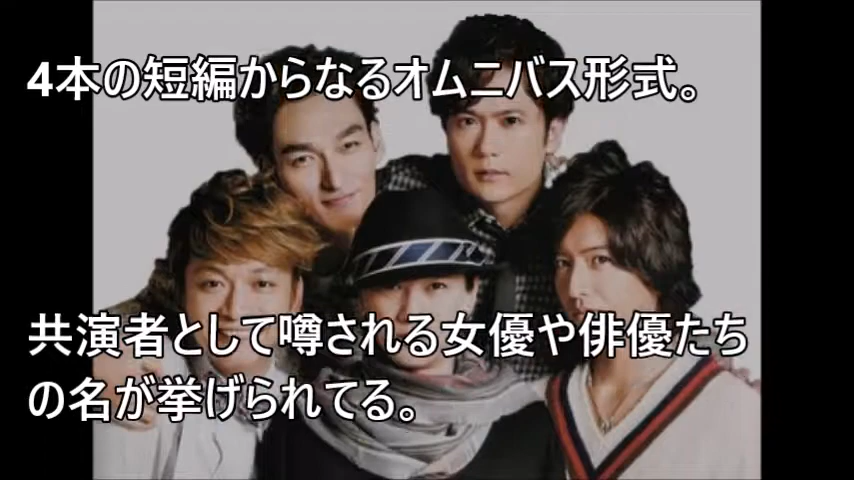 4本の短編からなるオムニバス形式。
共演者として噂される女優や俳優たち
の名が挙げられてる。